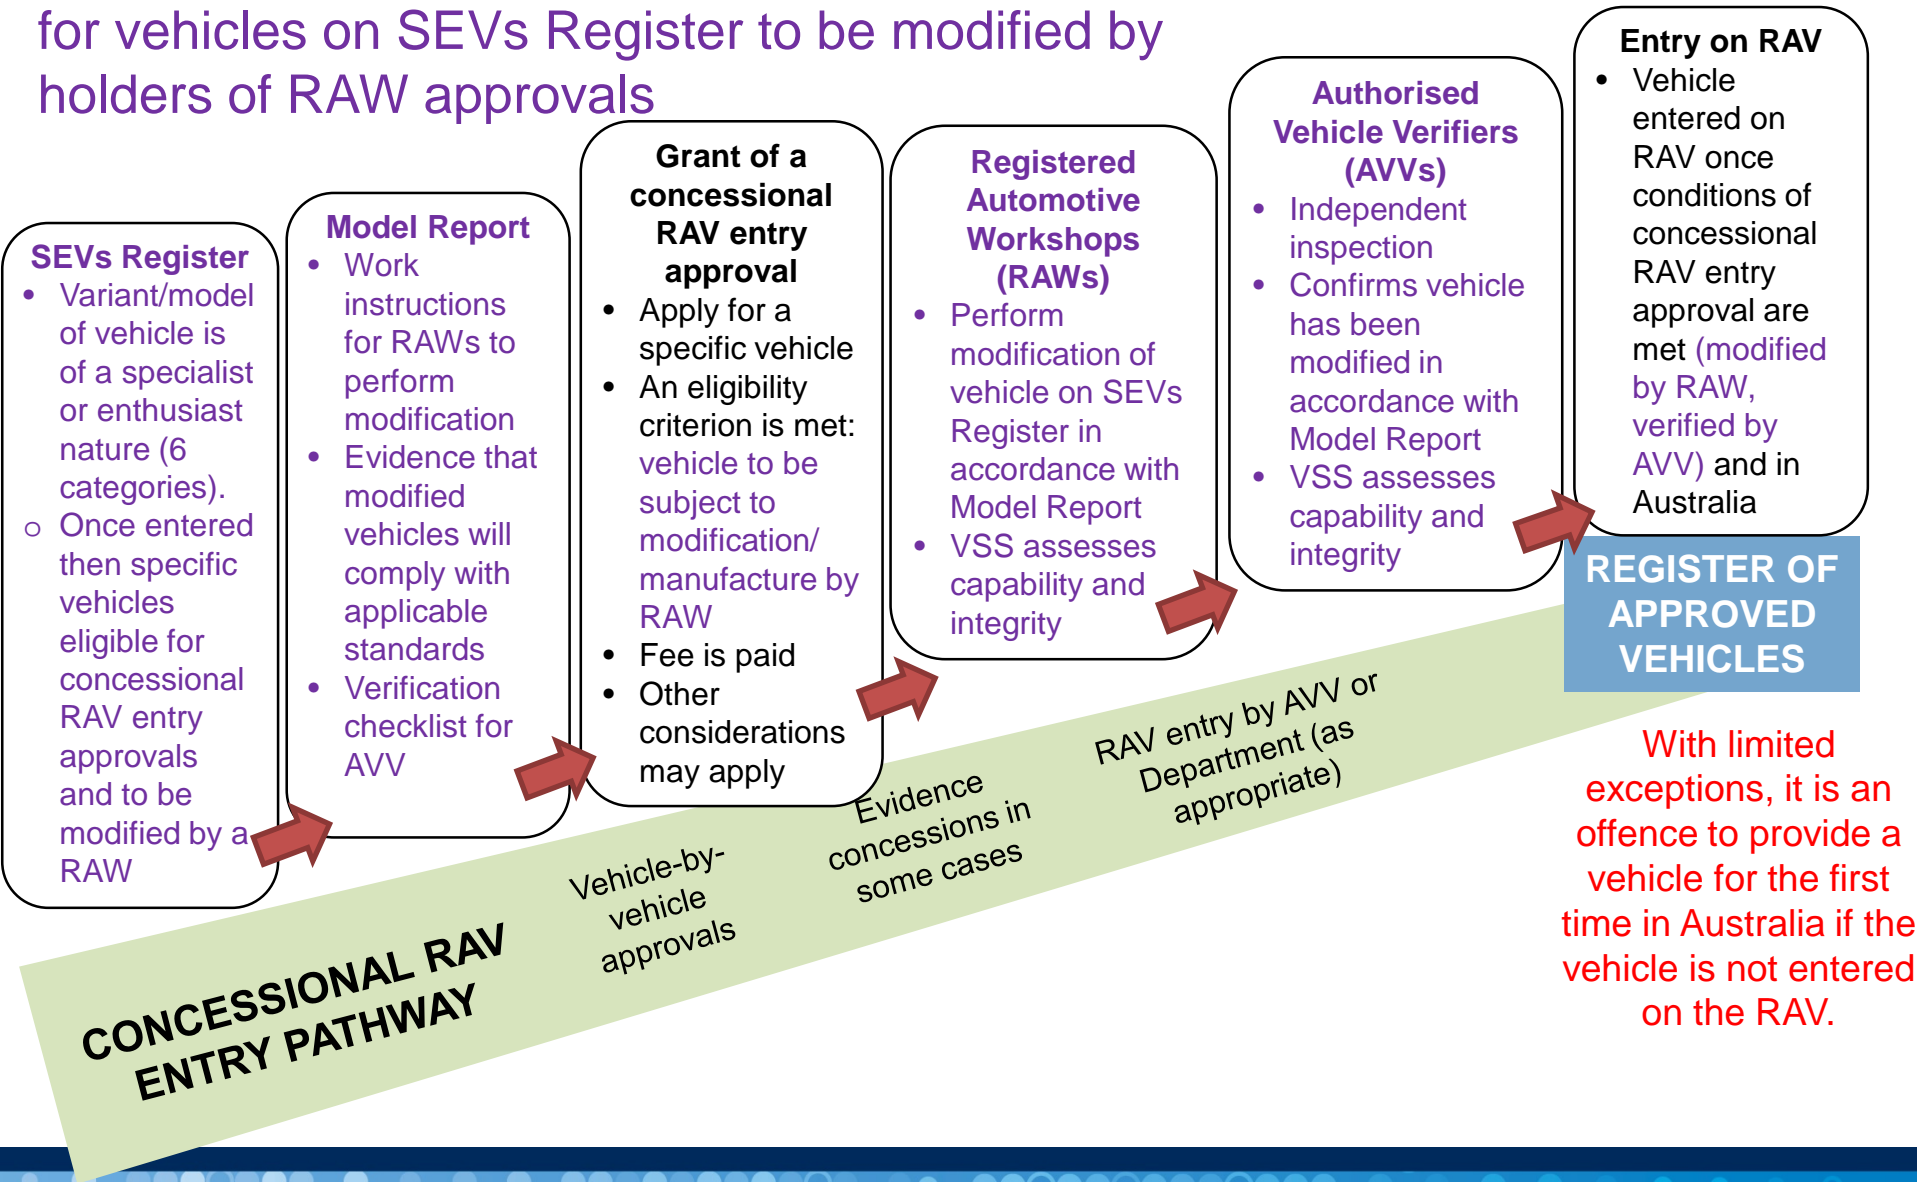 for vehicles on SEVs Register to be modified by
holders of RAW approvals
SEVs Register
• Variant/model
of vehicle is
of a specialist
or enthusiast
nature (6
categories).
o Once entered
then specific
vehicles
eligible for
concessional
RAV entry
approvals
and to be
modified by a
RAW
Model Report
• Work
instructions
for RAWs to
perform
modification
• Evidence that
modified
vehicles will
comply with
applicable
standards
• Verification
checklist for
AVV
Grant of a
concessional
RAV entry
approval
• Apply for a
specific vehicle
• An eligibility
criterion is met:
vehicle to be
subject to
modification/
manufacture by
RAW
• Fee is paid
• Other
considerations
may apply
Registered
Automotive
Workshops
(RAWs)
• Perform
modification of
vehicle on SEVs
Register in
accordance with
Model Report
• VSS assesses
capability and
integrity
Authorised
Vehicle Verifiers
(AVVs)
• Independent
inspection
• Confirms vehicle
has been
modified in
accordance with
Model Report
• VSS assesses
capability and
integrity
Entry on RAV
• Vehicle
entered on
RAV once
conditions of
concessional
RAV entry
approval are
met (modified
by RAW,
verified by
AVV) and in
Australia
REGISTER OF
APPROVED
VEHICLES
With limited
exceptions, it is an
offence to provide a
vehicle for the first
time in Australia if the
vehicle is not entered
on the RAV.
CONCESSIONAL RAV
ENTRY PATHWAY
Vehicle-by-
vehicle
approvals
Evidence
concessions in
some cases
RAV entry by AVV or
Department (as
appropriate)